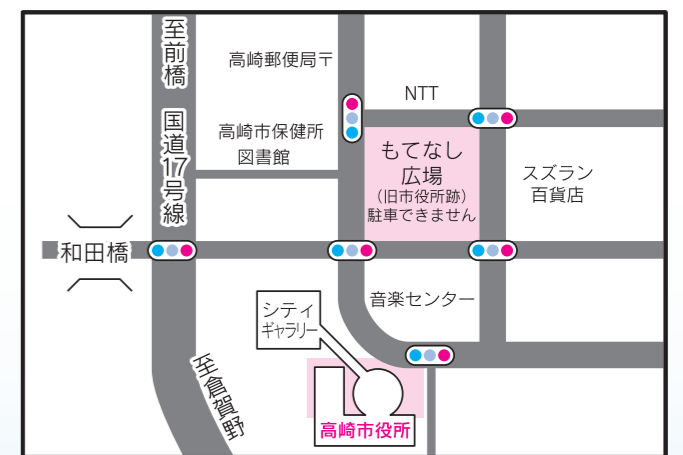 至前橋
国道17号線
高崎郵便局〒
NTT
高崎市保健所
図書館
もてなし
広場
(旧市役所跡)
駐車できません
スズラン
百貨店
和田橋
音楽センター
シティ
ギャラリー
至倉賀野
高崎市役所